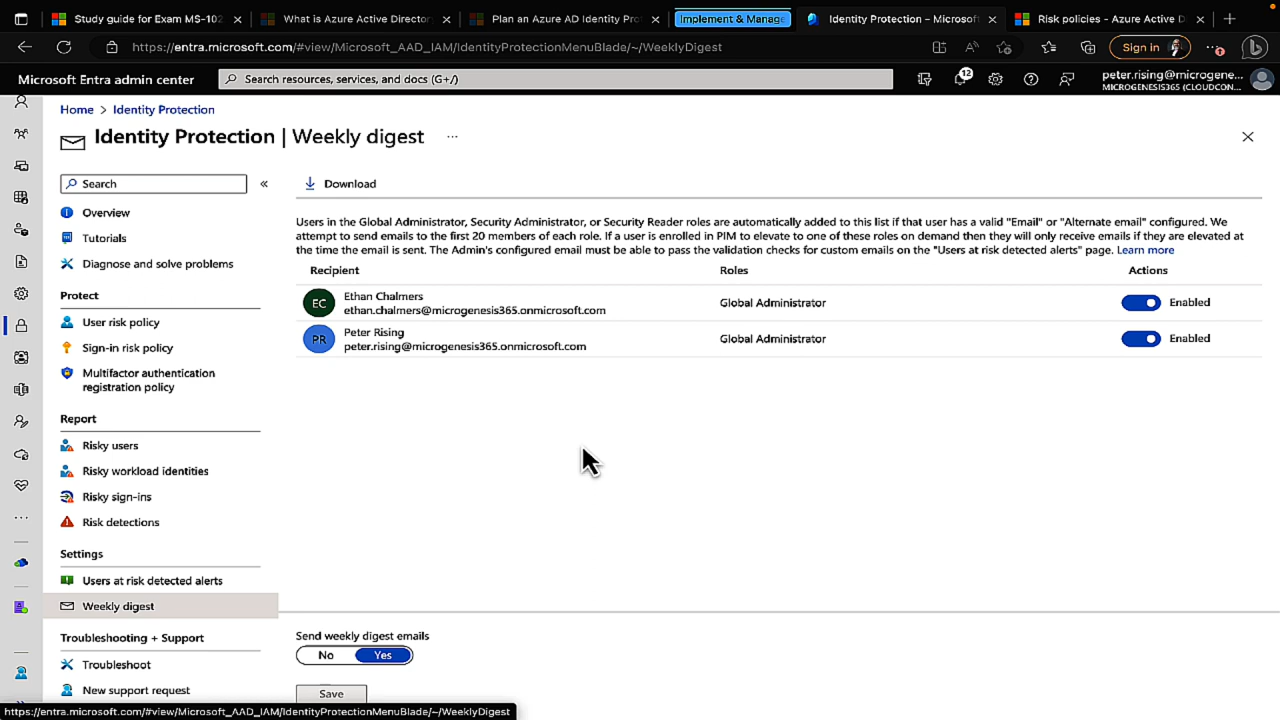 Study guide for Exam MS-102
What is Azure Active Director
Plan an Azure AD Identity Pro
Implement & Manage
Identity Protection – Microsoft
Risk policies - Azure Active D
https://entra.microsoft.com/#view/Microsoft_AAD_IAM/IdentityProtectionMenuBlade/~/WeeklyDigest
Sign in
Microsoft Entra admin center
Search resources, services, and docs (G+/)
12
peter.rising@microgene...
MICROGENESIS365 (CLOUDCON...
Home > Identity Protection
Identity Protection | Weekly digest ...
Search
«
Download
Overview
Tutorials
Diagnose and solve problems
Protect
User risk policy
Sign-in risk policy
Multifactor authentication
registration policy
Report
Risky users
Risky workload identities
Risky sign-ins
Risk detections
Settings
Users at risk detected alerts
Weekly digest
Troubleshooting + Support
Troubleshoot
New support request
Users in the Global Administrator, Security Administrator, or Security Reader roles are automatically added to this list if that user has a valid "Email" or "Alternate email" configured. We
attempt to send emails to the first 20 members of each role. If a user is enrolled in PIM to elevate to one of these roles on demand then they will only receive emails if they are elevated at
the time the email is sent. The Admin's configured email must be able to pass the validation checks for custom emails on the "Users at risk detected alerts" page. Learn more
Recipient Roles Actions
EC
Ethan Chalmers
ethan.chalmers@microgenesis365.onmicrosoft.com
Global Administrator
Enabled
PR
Peter Rising
peter.rising@microgenesis365.onmicrosoft.com
Global Administrator
Enabled
Send weekly digest emails
No Yes
Save
https://entra.microsoft.com/#view/Microsoft_AAD_IAM/IdentityProtectionMenuBlade/~/WeeklyDigest